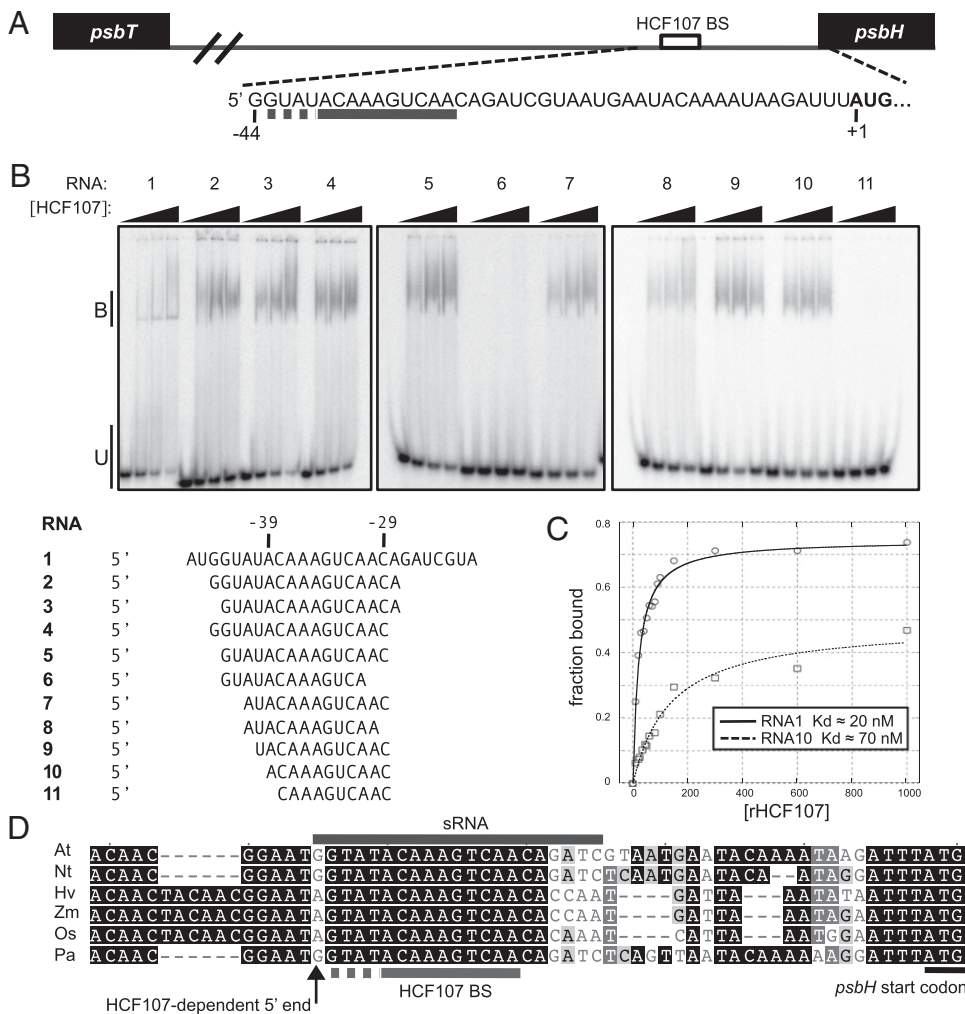 A
psbT
HCF107 BS
psbH
5' GGUAUACAAAGUCAACAGAUCGUAAUGAAUACAAAAUAAGAUUUAUG...
-44
+1
B
RNA: 1 2 3 4 5 6 7 8 9 10 11
[HCF107]:
B
U
RNA -39 -29
1 5' AUGGUAUACAAAGUCAACAGAUCGUA
2 5' GGUAUACAAAGUCAACA
3 5' GUAUACAAAGUCAACA
4 5' GGUAUACAAAGUCAAC
5 5' GUAUACAAAGUCAAC
6 5' GUAUACAAAGUCA
7 5' AUACAAAGUCAAC
8 5' AUACAAAGUCAA
9 5' UACAAAGUCAAC
10 5' ACAAAGUCAAC
11 5' CAAAGUCAAC
C
0.8
0.6
0.4
0.2
0
fraction bound
RNA1 Kd ≈ 20 nM
RNA10 Kd ≈ 70 nM
0 200 400 600 800 1000
[rHCF107]
D
sRNA
At ACAAC------GGAATGGTATACAAAGTCAACAGATCGTAATGAATACAAAATAAGATTTATG
Nt ACAAC------GGAATGGTATACAAAGTCAACAGATCTCAATGAATACA--ATAGGATTTATG
Hv ACAACTACAACGGAATAGTATACAAAGTCAACACCAAT----GATTA---AATATAATTTATG
Zm ACAACTACAACGGAATAGTATACAAAGTCAACACCAAT----GATTA---AATAGGATTTATG
Os ACAACTACAACGGAATAGTATACAAAGTCAACACAAAT----CATTA---AATGGAATTTATG
Pa ACAAC------GGAATGGTATACAAAGTCAACAGATCTCAGTTAATACAAAAAAGGATTTATG
HCF107-dependent 5' end
HCF107 BS
psbH start codon